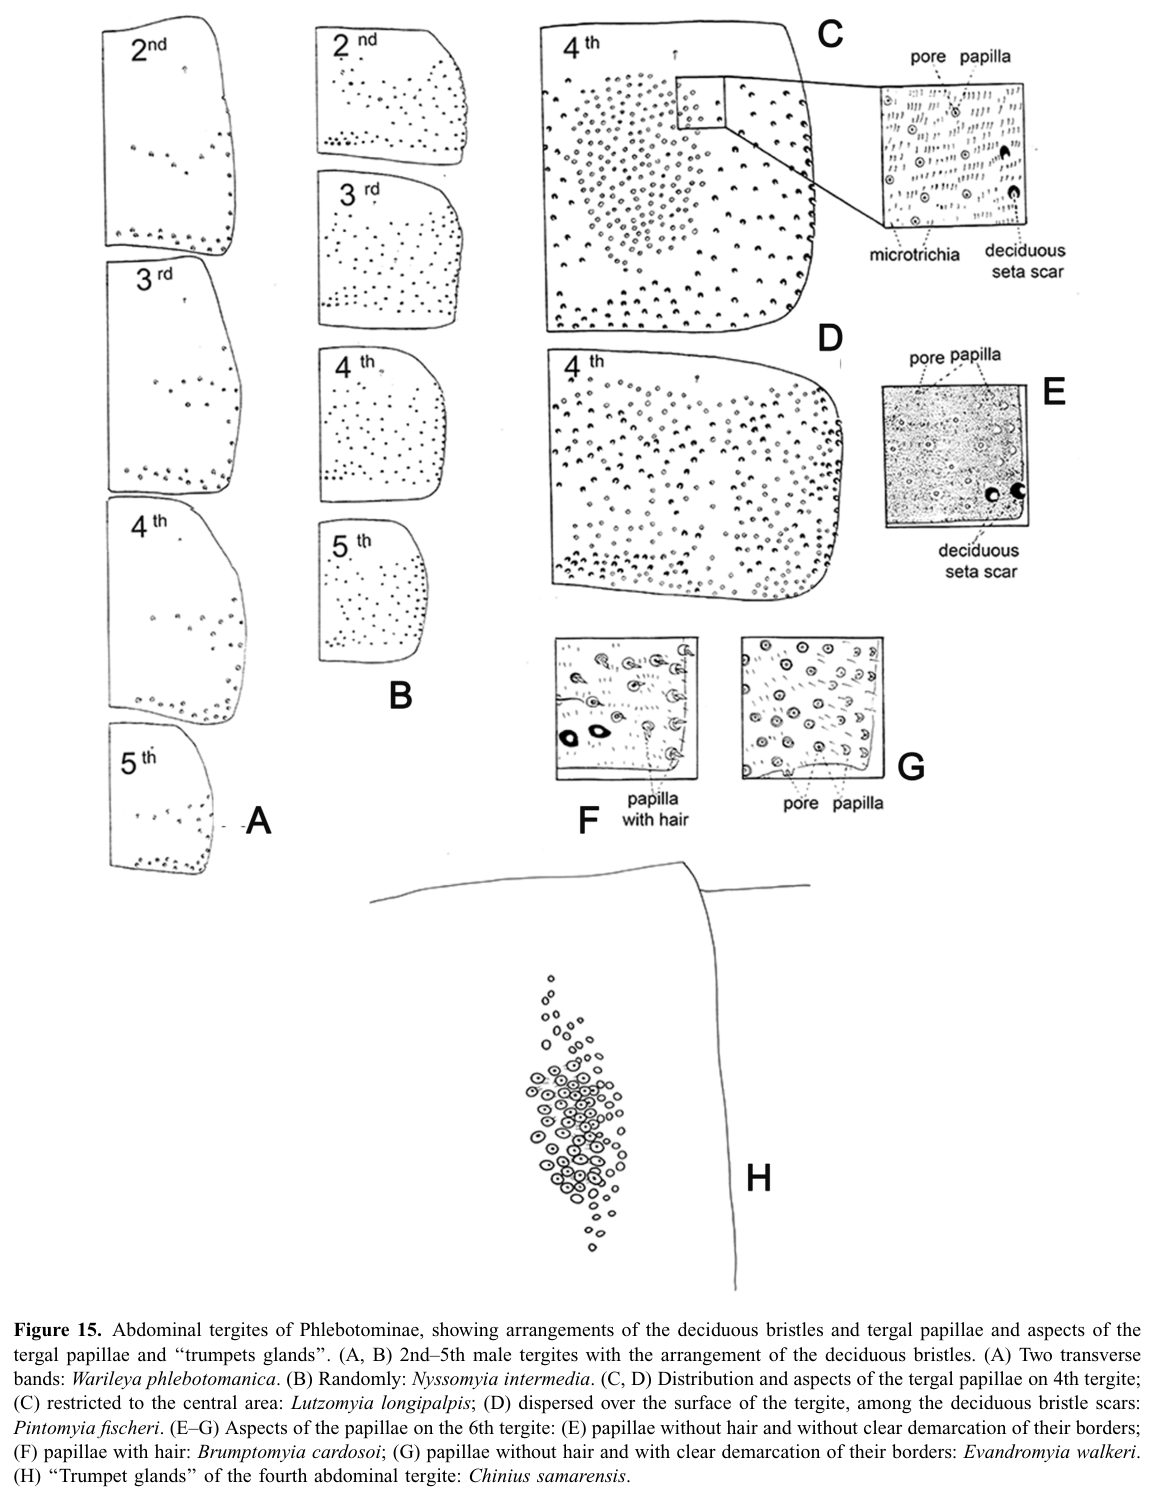 2nd
3rd
4th
5th
A
2nd
3rd
4th
5th
B
4th
C
pore papilla
microtrichia
deciduous
seta scar
D
4th
pore papilla
E
deciduous
seta scar
papilla
with hair
F
pore papilla
G
H
Figure 15. Abdominal tergites of Phlebotominae, showing arrangements of the deciduous bristles and tergal papillae and aspects of the
tergal papillae and “trumpets glands”. (A, B) 2nd–5th male tergites with the arrangement of the deciduous bristles. (A) Two transverse
bands: Warileya phlebotomanica. (B) Randomly: Nyssomyia intermedia. (C, D) Distribution and aspects of the tergal papillae on 4th tergite;
(C) restricted to the central area: Lutzomyia longipalpis; (D) dispersed over the surface of the tergite, among the deciduous bristle scars:
Pintomyia fischeri. (E–G) Aspects of the papillae on the 6th tergite: (E) papillae without hair and without clear demarcation of their borders;
(F) papillae with hair: Brumptomyia cardosoi; (G) papillae without hair and with clear demarcation of their borders: Evandromyia walkeri.
(H) “Trumpet glands” of the fourth abdominal tergite: Chinius samarensis.